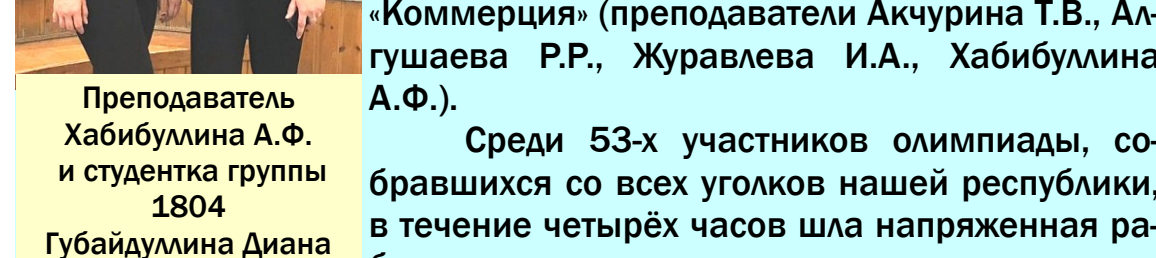 Преподаватель
Хабибуллина А.Ф.
и студентка группы
1804
Губайдуллина Диана
«Коммерция» (преподаватели Акчурина Т.В., Ал-
гушаева Р.Р., Журавлева И.А., Хабибуллина
А.Ф.).
Среди 53-х участников олимпиады, со-
бравшихся со всех уголков нашей республики,
в течение четырёх часов шла напряженная ра-